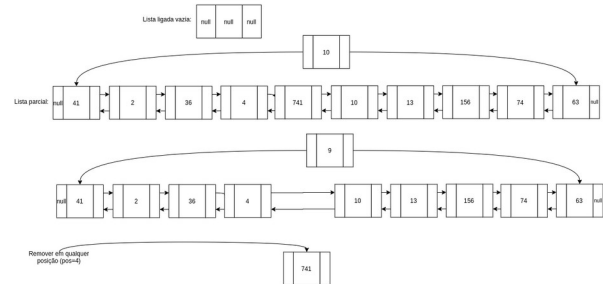 Lista ligada vazia: null null null
10
Lista parcial: null 41 2 36 4 741 10 13 156 74 63 null
9
null 41 2 36 4 10 13 156 74 63 null
Remover em qualquer
posição (pos=4)
741